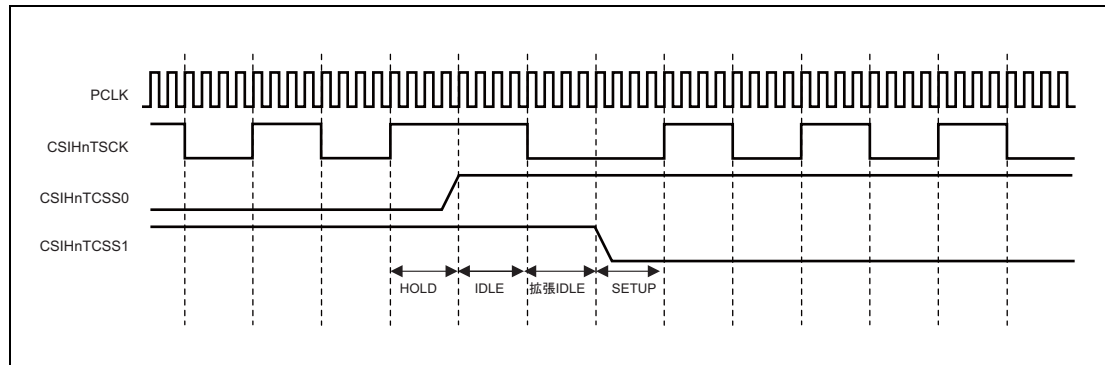 PCLK
CSIHnTSCK
CSIHnTCSS0
CSIHnTCSS1
HOLD
IDLE
拡張IDLE
SETUP